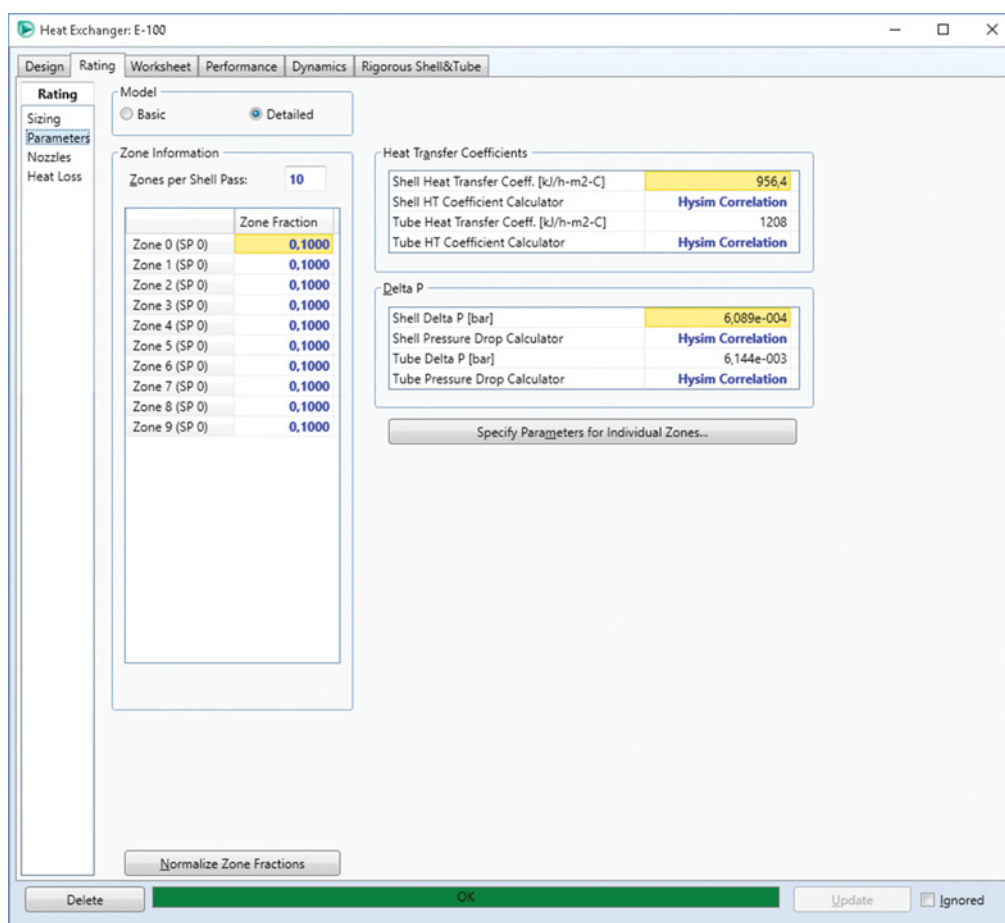 Heat Exchanger: E-100
Design Rating Worksheet Performance Dynamics Rigorous Shell&Tube
Rating
Sizing
Parameters
Nozzles
Heat Loss
Model
Basic Detailed
Zone Information
Zones per Shell Pass: 10
Zone Fraction
Zone 0 (SP 0) 0,1000
Zone 1 (SP 0) 0,1000
Zone 2 (SP 0) 0,1000
Zone 3 (SP 0) 0,1000
Zone 4 (SP 0) 0,1000
Zone 5 (SP 0) 0,1000
Zone 6 (SP 0) 0,1000
Zone 7 (SP 0) 0,1000
Zone 8 (SP 0) 0,1000
Zone 9 (SP 0) 0,1000
Normalize Zone Fractions
Heat Transfer Coefficients
Shell Heat Transfer Coeff. [kJ/h-m2-C] 956,4
Shell HT Coefficient Calculator Hysim Correlation
Tube Heat Transfer Coeff. [kJ/h-m2-C] 1208
Tube HT Coefficient Calculator Hysim Correlation
Delta P
Shell Delta P [bar] 6,089e-004
Shell Pressure Drop Calculator Hysim Correlation
Tube Delta P [bar] 6,144e-003
Tube Pressure Drop Calculator Hysim Correlation
Specify Parameters for Individual Zones...
Delete OK Update Ignored